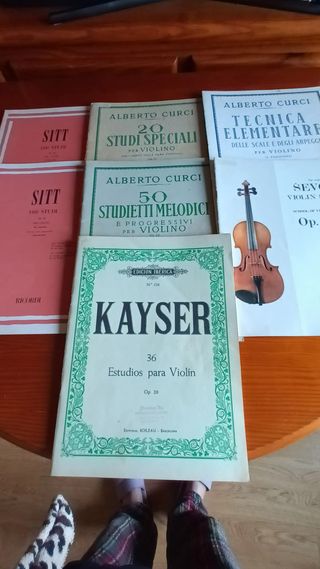 SITT
100 STUDI
ALBERTO CURCI
20
STUDI SPECIALI
PER VIOLINO
ALBERTO CURCI
TECNICA
ELEMENTARE
DELLE SCALE E DEGLI ARPEGGI
PER VIOLINO
SITT
100 STUDI
RICORDI
ALBERTO CURCI
50
STUDIETTI MELODICI
E PROGRESSIVI
PER VIOLINO
ŠEVČ
VIOLIN
Op.
EDICION IBERICA
KAYSER
36
Estudios para Violín
Op. 20
Editorial BOILEAU - Barcelona